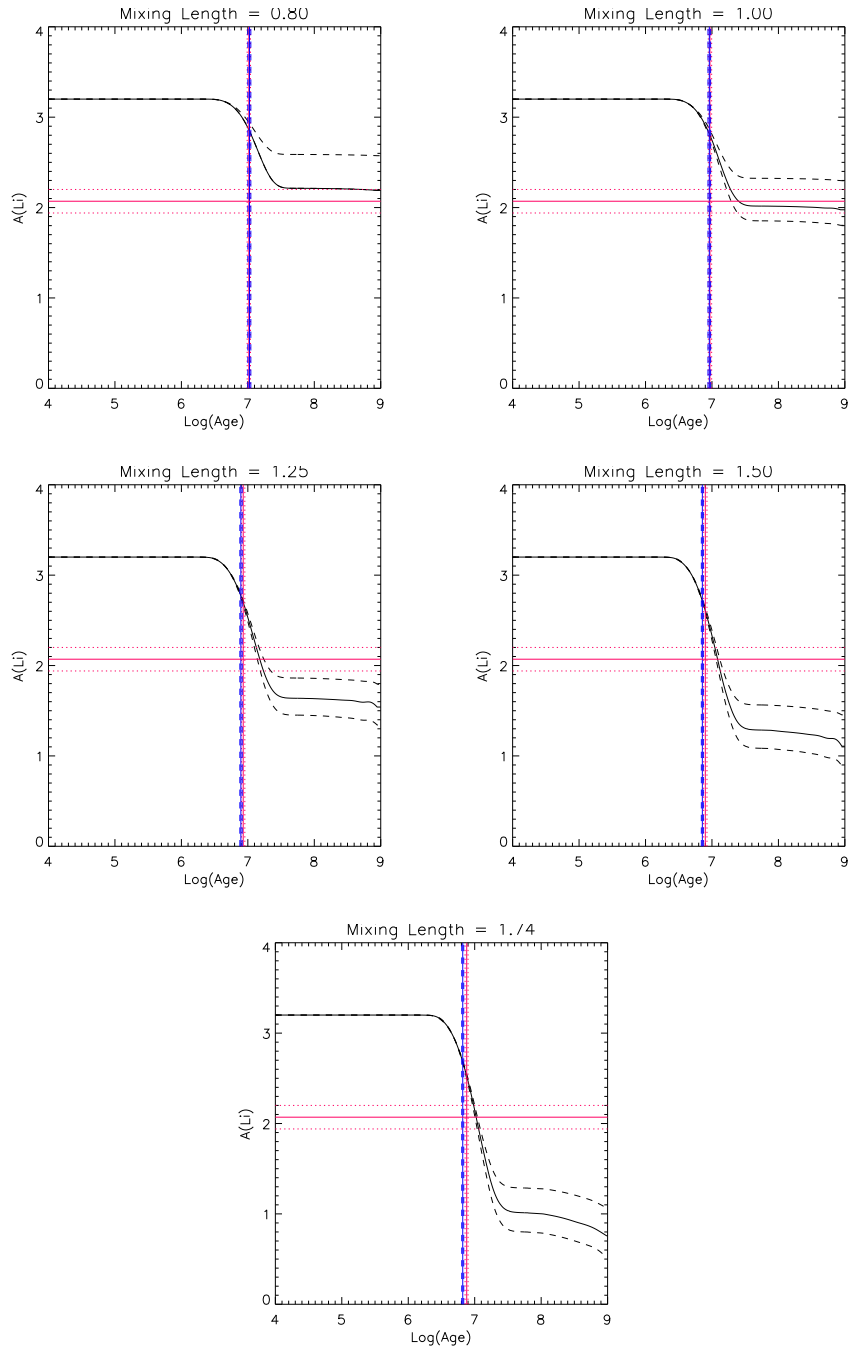 Mixing Length = 0.80
Mixing Length = 1.00
4
3
2
1
0
A(Li)
4 5 6 7 8 9
Log(Age)
4
3
2
1
0
A(Li)
4 5 6 7 8 9
Log(Age)
Mixing Length = 1.25
Mixing Length = 1.50
4
3
2
1
0
A(Li)
4 5 6 7 8 9
Log(Age)
4
3
2
1
0
A(Li)
4 5 6 7 8 9
Log(Age)
Mixing Length = 1.74
4
3
2
1
0
A(Li)
4 5 6 7 8 9
Log(Age)